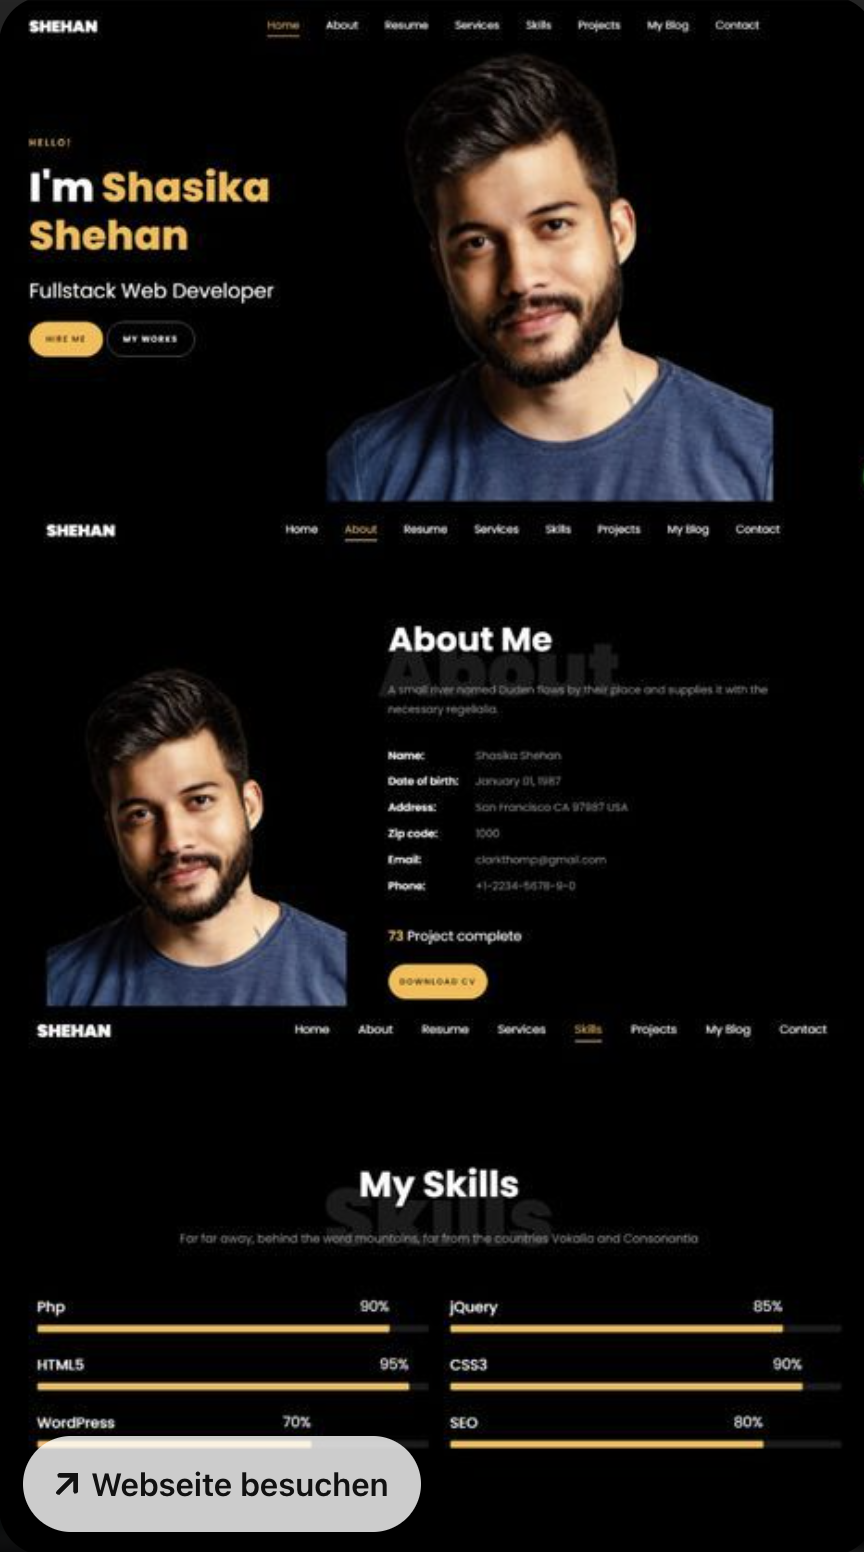 SHEHAN Home About Resume Services Skills Projects My Blog Contact
HELLO!
I'm Shasika
Shehan
Fullstack Web Developer
HIRE ME MY WORKS
SHEHAN Home About Resume Services Skills Projects My Blog Contact
About Me
About
A small river named Duden flows by their place and supplies it with the
necessary regelialia.
Name: Shasika Shehan
Date of birth: January 01, 1987
Address: San Francisco CA 97987 USA
Zip code: 1000
Email: clarkthomp@gmail.com
Phone: +1-2234-5678-9-0
73 Project complete
DOWNLOAD CV
SHEHAN Home About Resume Services Skills Projects My Blog Contact
My Skills
Skills
Far far away, behind the word mountains, far from the countries Vokalia and Consonantia
Php 90% jQuery 85%
HTML5 95% CSS3 90%
WordPress 70% SEO 80%
Webseite besuchen